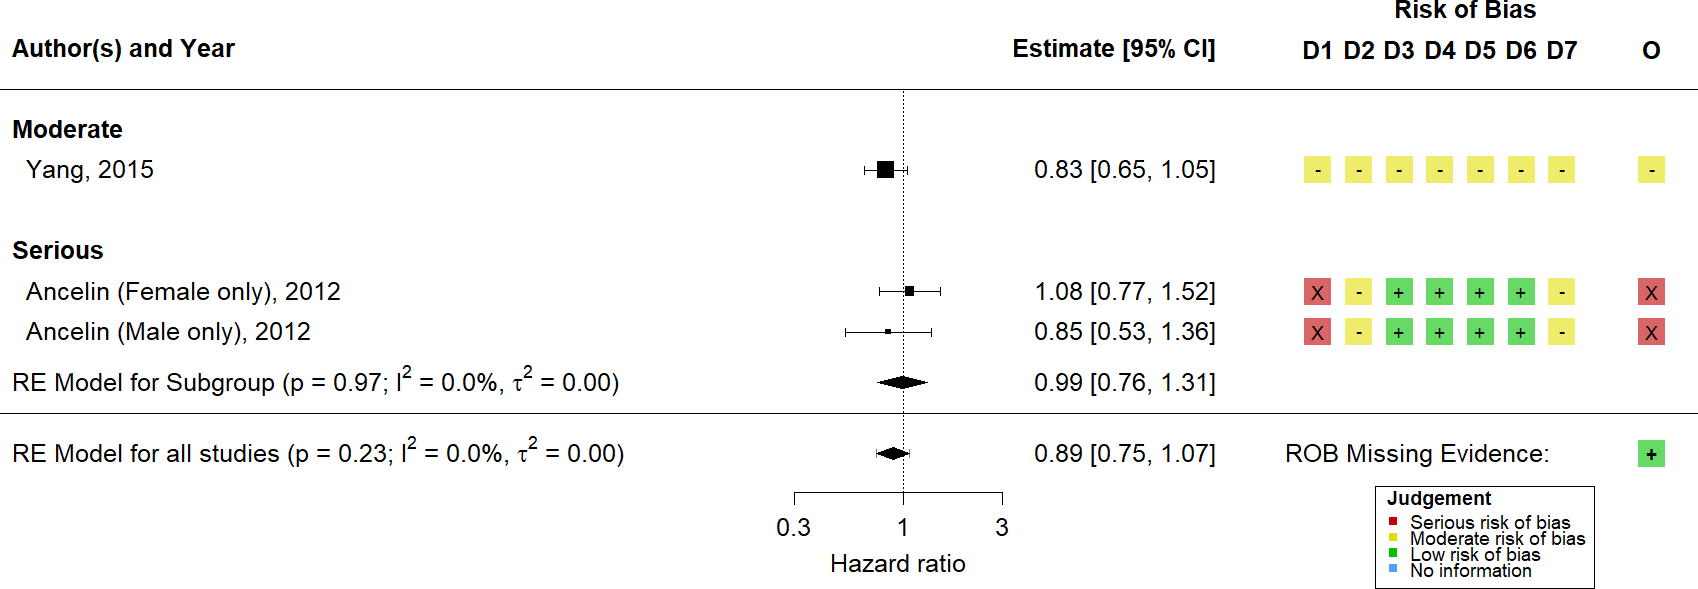 Risk of Bias
Author(s) and Year Estimate [95% CI] D1 D2 D3 D4 D5 D6 D7 O
Moderate
Yang, 2015 0.83 [0.65, 1.05] - - - - - - - -
Serious
Ancelin (Female only), 2012 1.08 [0.77, 1.52] X - + + + + - X
Ancelin (Male only), 2012 0.85 [0.53, 1.36] X - + + + + - X
RE Model for Subgroup (p = 0.97; I² = 0.0%, τ² = 0.00) 0.99 [0.76, 1.31]
RE Model for all studies (p = 0.23; I² = 0.0%, τ² = 0.00) 0.89 [0.75, 1.07] ROB Missing Evidence: +
0.3 1 3
Hazard ratio
Judgement
Serious risk of bias
Moderate risk of bias
Low risk of bias
No information